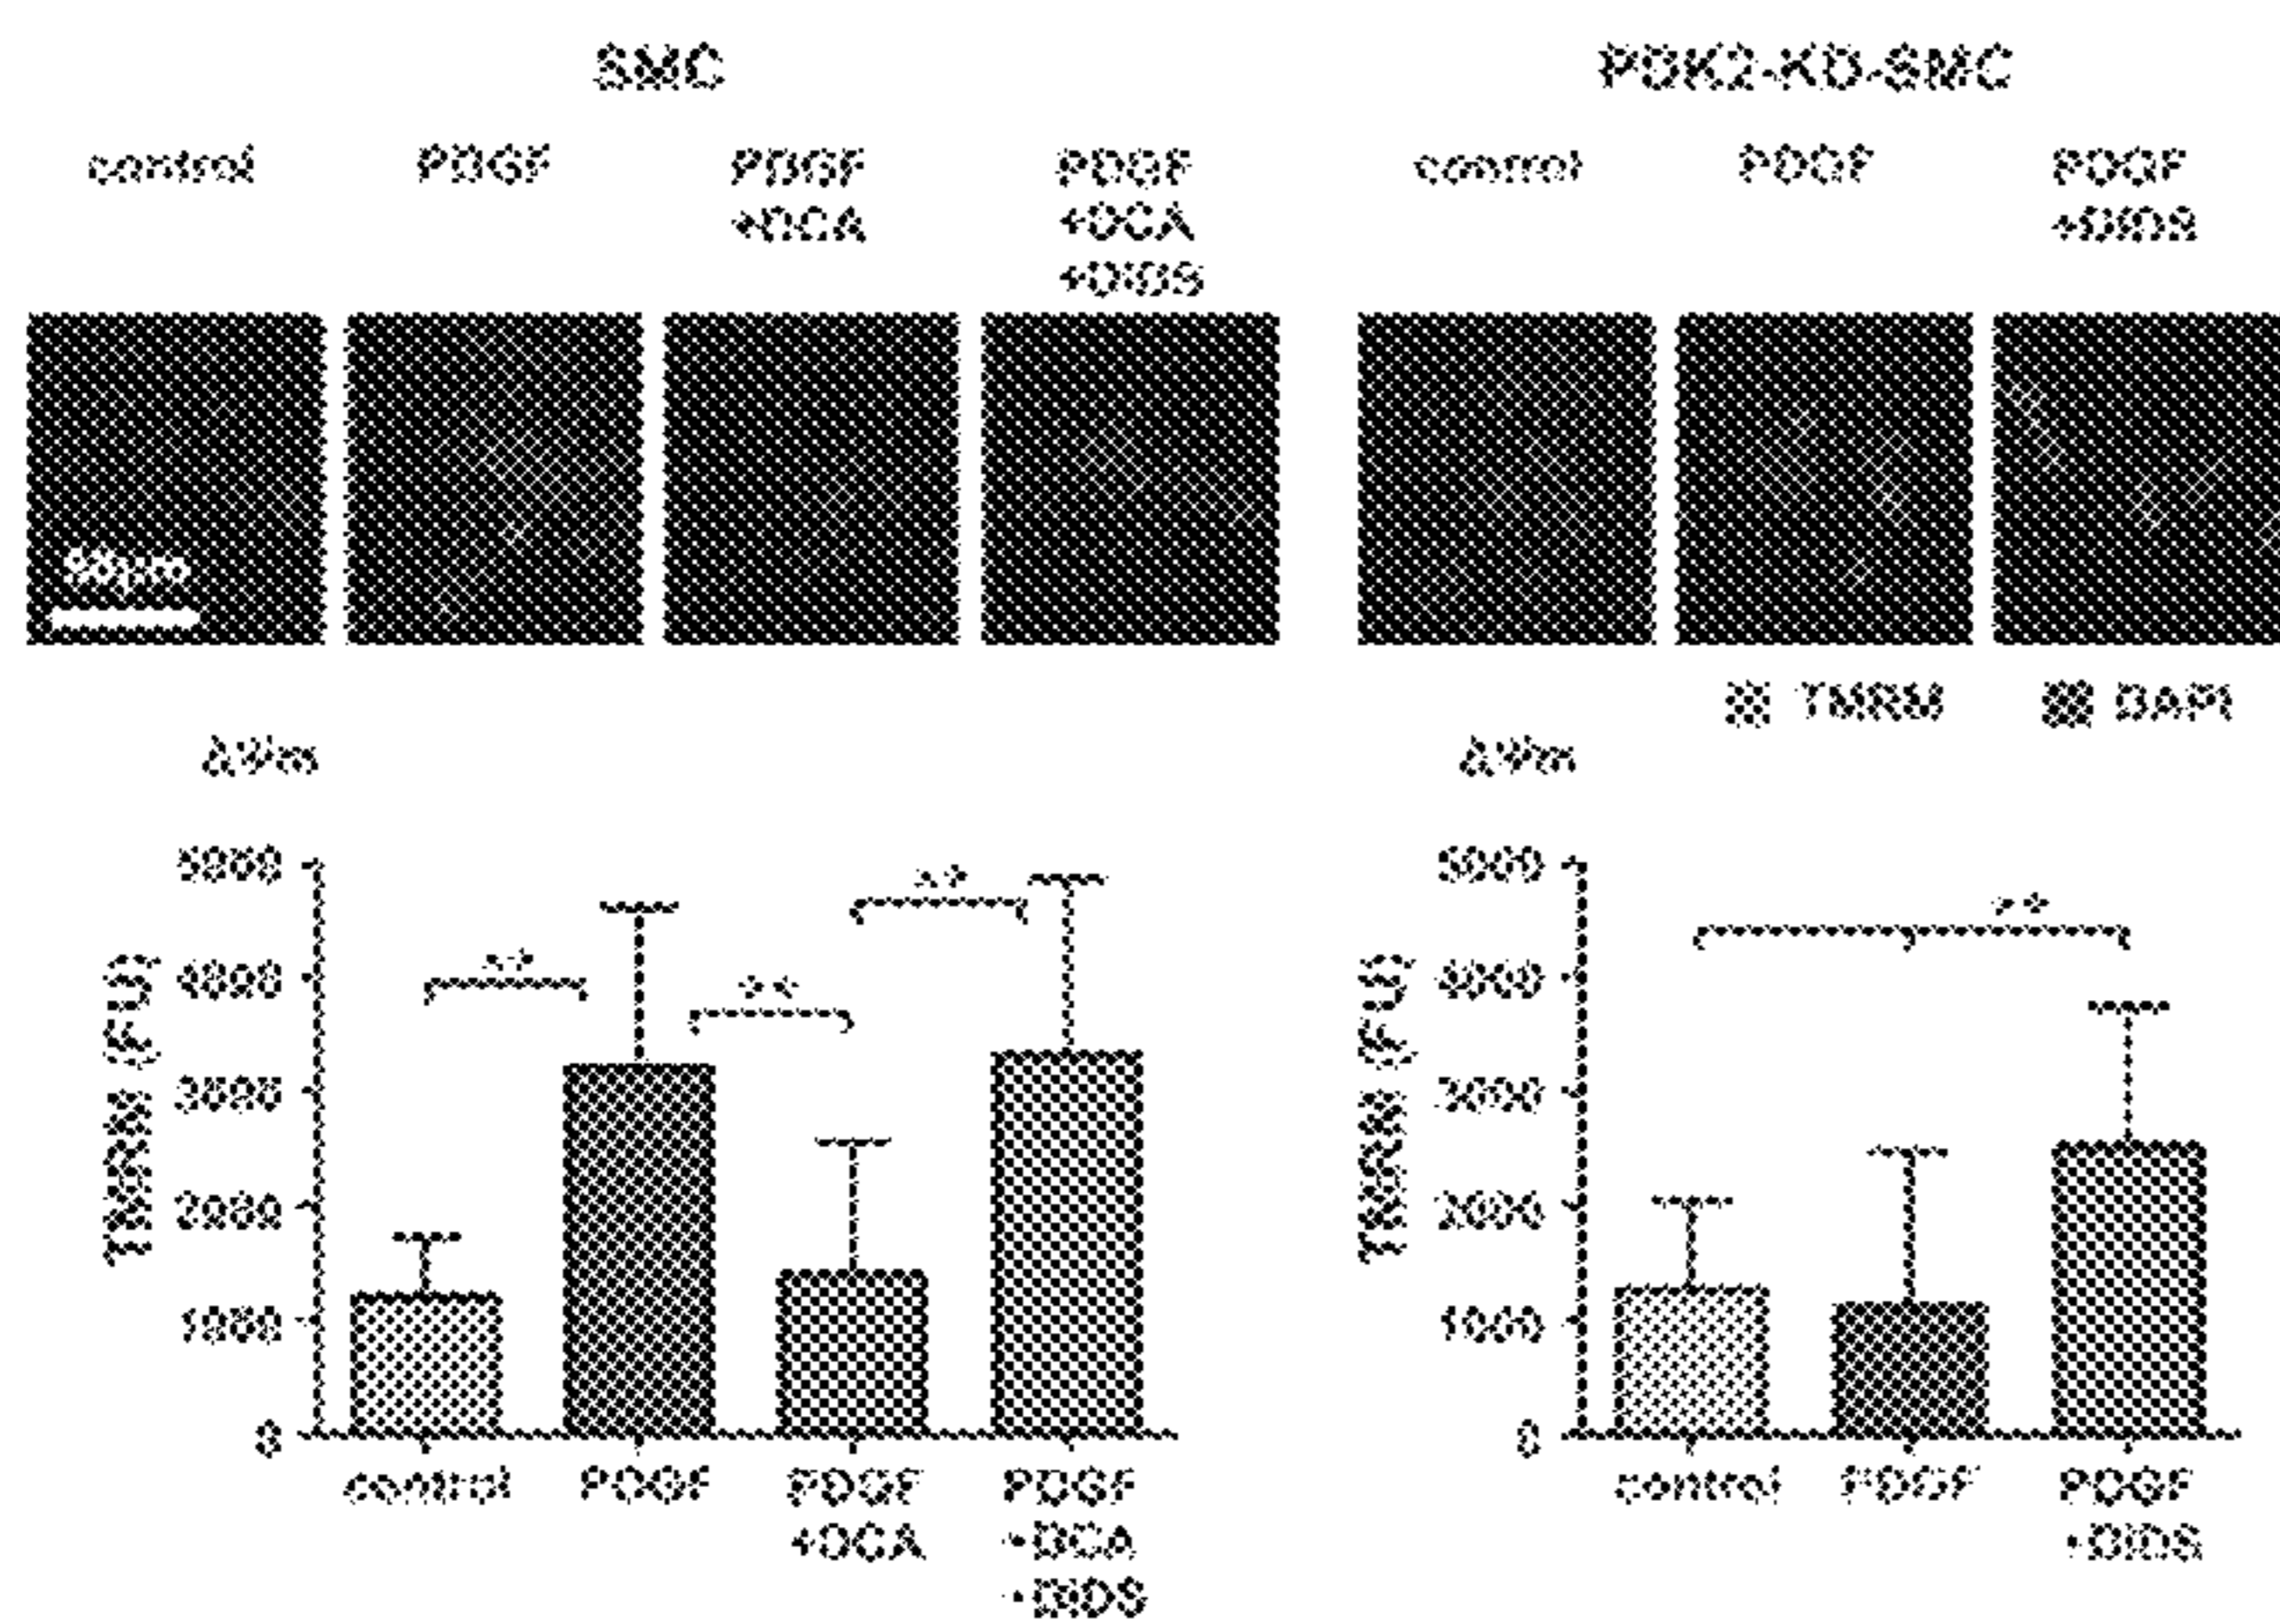 SMC
PDK2-KD-SMC
control PDGF PDGF PDGF control PDGF PDGF
+DCA +DCA +DIDS
+DIDS
50µm
TMRM DAPI
ΔΨm ΔΨm
5000 5000
4000 4000
3000 3000
2000 2000
1000 1000
0 0
TMRM (FU) TMRM (FU)
** ** ** **
control PDGF PDGF PDGF control PDGF PDGF
+DCA +DCA +DIDS
+DIDS